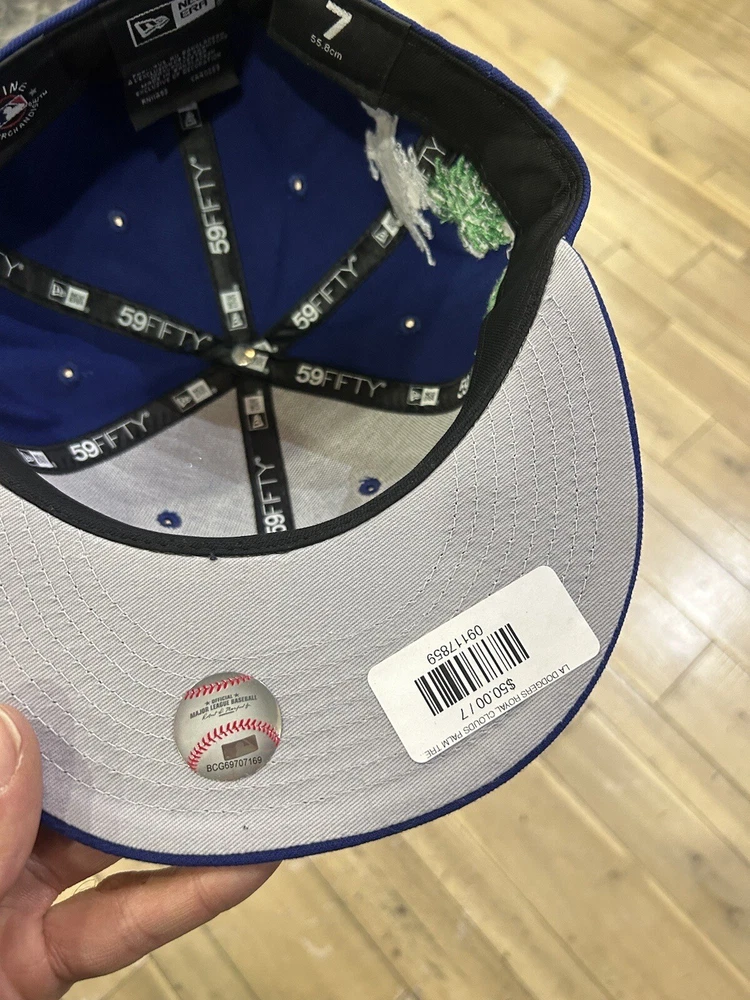 NEW ERA
7
55.8cm
59FIFTY
59FIFTY
59FIFTY
59FIFTY
59FIFTY
59FIFTY
OFFICIAL
MAJOR LEAGUE BASEBALL
BCG69707169
LA DODGERS ROYAL CLOUDS PALM TRE
$50.00 / 7
09117859